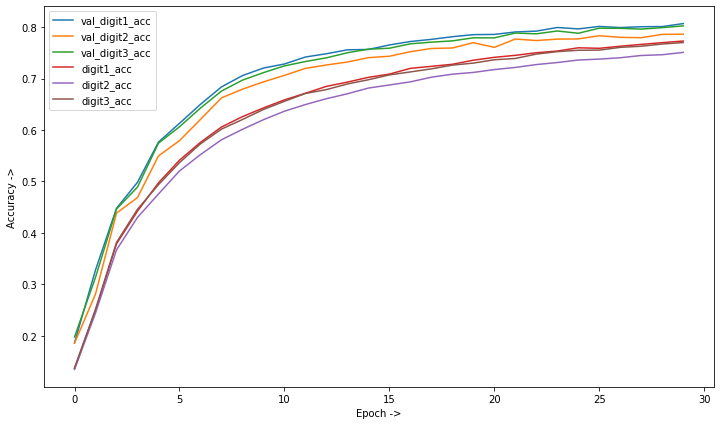 val_digit1_acc
val_digit2_acc
val_digit3_acc
digit1_acc
digit2_acc
digit3_acc
Accuracy ->
0.8
0.7
0.6
0.5
0.4
0.3
0.2
0 5 10 15 20 25 30
Epoch ->